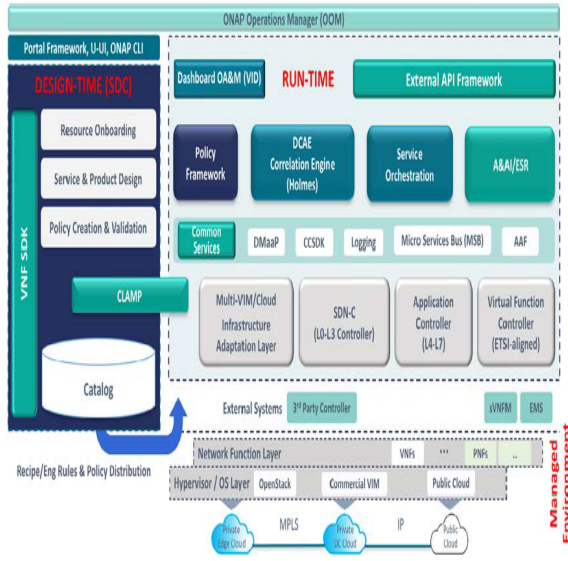 ONAP Operations Manager (OOM)
Portal Framework, U-UI, ONAP CLI
DESIGN-TIME (SDC)
VNF SDK
Resource Onboarding
Service & Product Design
Policy Creation & Validation
CLAMP
Catalog
Recipe/Eng Rules & Policy Distribution
Dashboard OA&M (VID)
RUN-TIME
External API Framework
Policy
Framework
DCAE
Correlation Engine
(Holmes)
Service
Orchestration
A&AI/ESR
Common
Services
DMaaP
CCSDK
Logging
Micro Services Bus (MSB)
AAF
Multi-VIM/Cloud
Infrastructure
Adaptation Layer
SDN-C
(L0-L3 Controller)
Application
Controller
(L4-L7)
Virtual Function
Controller
(ETSI-aligned)
External Systems
3rd Party Controller
sVNFM
EMS
Network Function Layer
VNFs
...
PNFs
...
Hypervisor / OS Layer
OpenStack
Commercial VIM
Public Cloud
Private
Edge Cloud
MPLS
Private
DC Cloud
IP
Public
Cloud
Managed
Environment